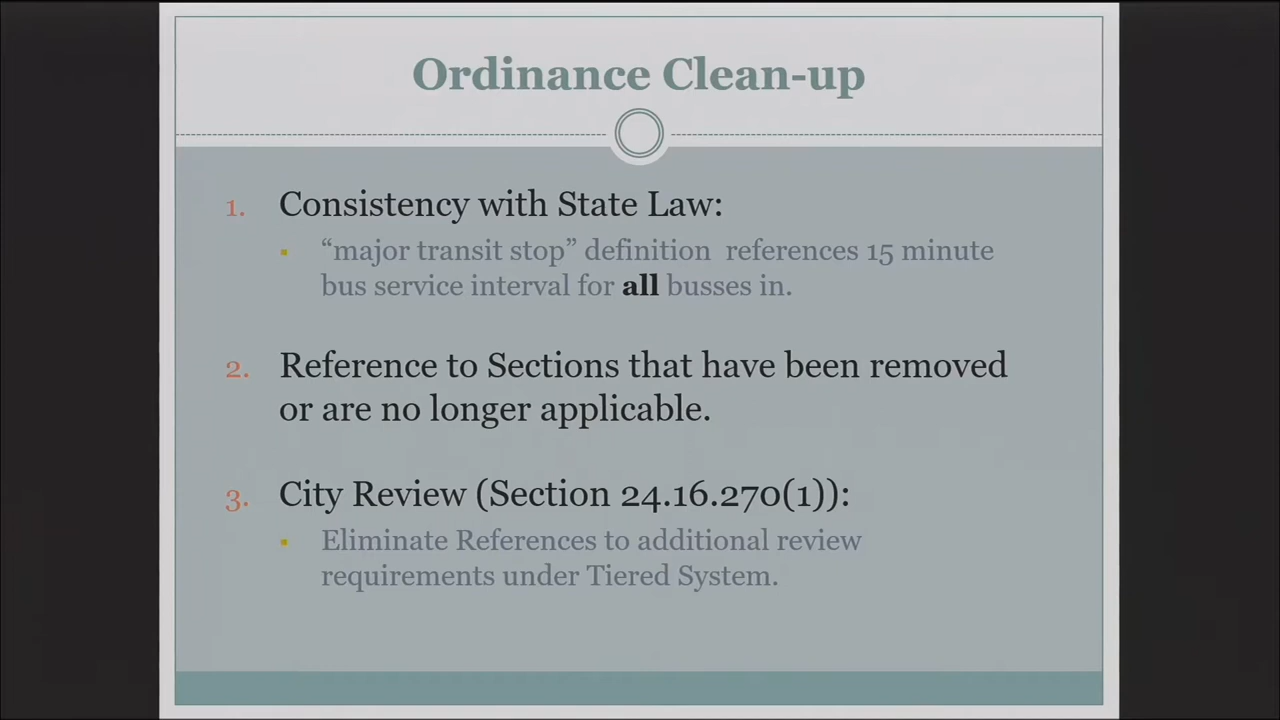 Ordinance Clean-up
1. Consistency with State Law:
▪ “major transit stop” definition references 15 minute
bus service interval for all busses in.
2. Reference to Sections that have been removed
or are no longer applicable.
3. City Review (Section 24.16.270(1)):
▪ Eliminate References to additional review
requirements under Tiered System.